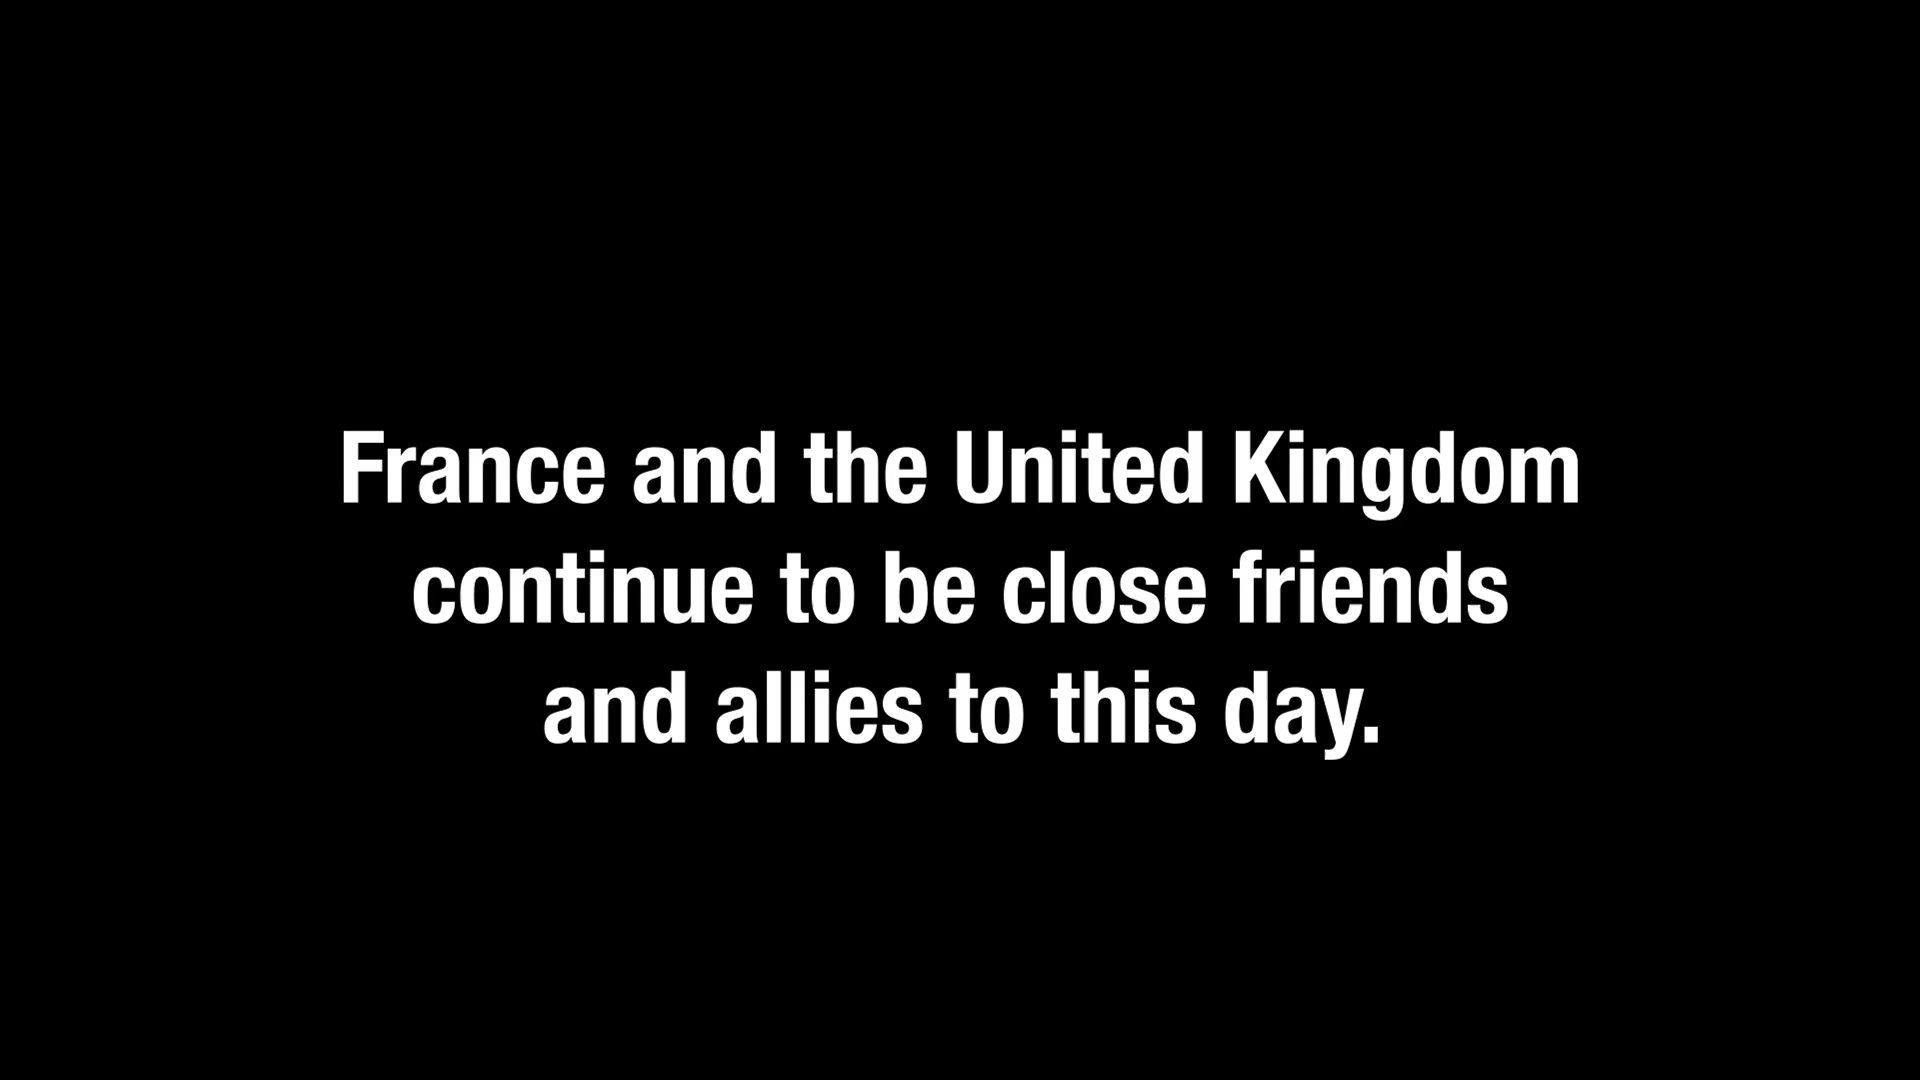 France and the United Kingdom
continue to be close friends
and allies to this day.